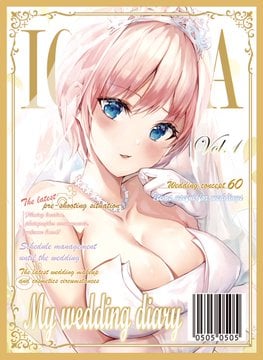 IC A
Vol. 1
Wedding concept 60
The latest
pre-shooting situation
Schedule management
until the wedding
The latest wedding makeup
and cosmetics circumstances
My wedding diary
0505 0505